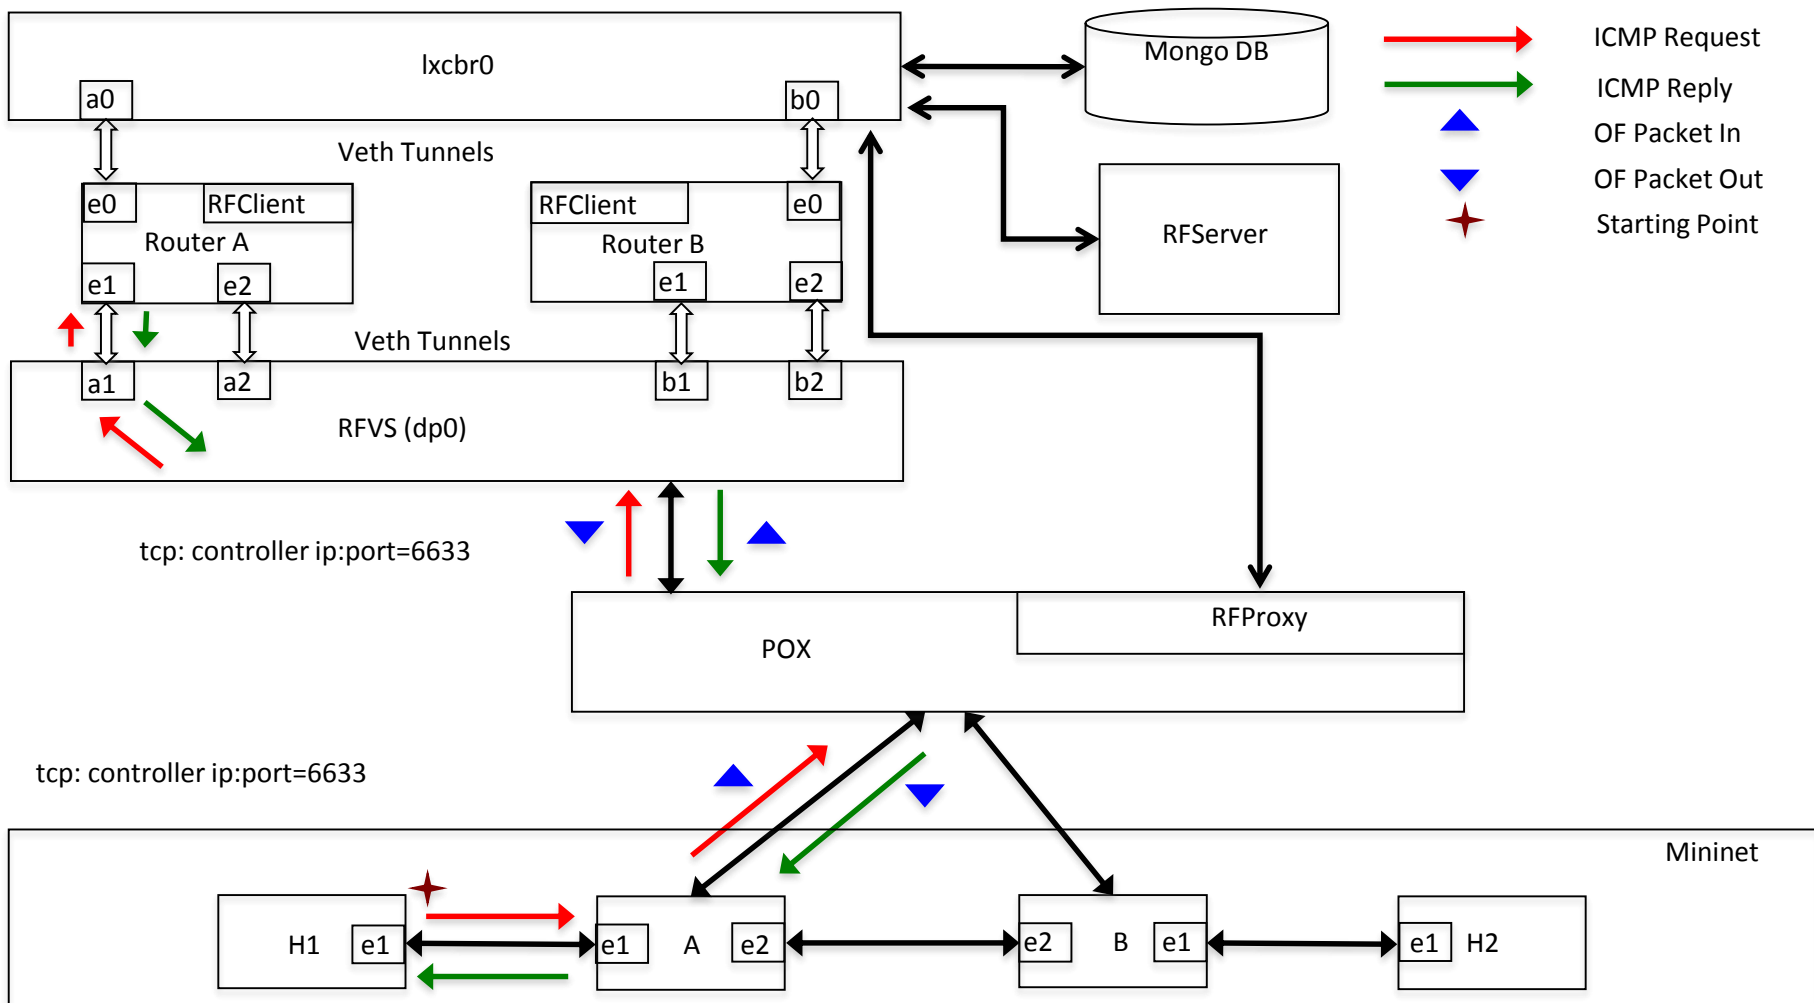 lxcbr0
a0
b0
Mongo DB
ICMP Request
ICMP Reply
OF Packet In
OF Packet Out
Starting Point
Veth Tunnels
e0
RFClient
Router A
e1
e2
RFClient
e0
Router B
e1
e2
RFServer
Veth Tunnels
a1
a2
b1
b2
RFVS (dp0)
tcp: controller ip:port=6633
RFProxy
POX
tcp: controller ip:port=6633
Mininet
H1
e1
e1
A
e2
e2
B
e1
e1
H2